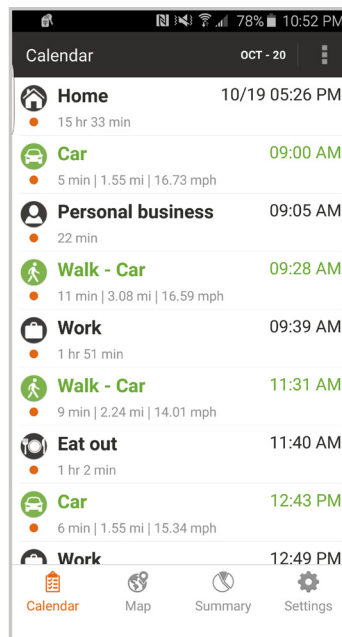 78% 10:52 PM
Calendar OCT - 20
Home 10/19 05:26 PM
15 hr 33 min
Car 09:00 AM
5 min | 1.55 mi | 16.73 mph
Personal business 09:05 AM
22 min
Walk - Car 09:28 AM
11 min | 3.08 mi | 16.59 mph
Work 09:39 AM
1 hr 51 min
Walk - Car 11:31 AM
9 min | 2.24 mi | 14.01 mph
Eat out 11:40 AM
1 hr 2 min
Car 12:43 PM
6 min | 1.55 mi | 15.34 mph
Work 12:49 PM
Calendar Map Summary Settings